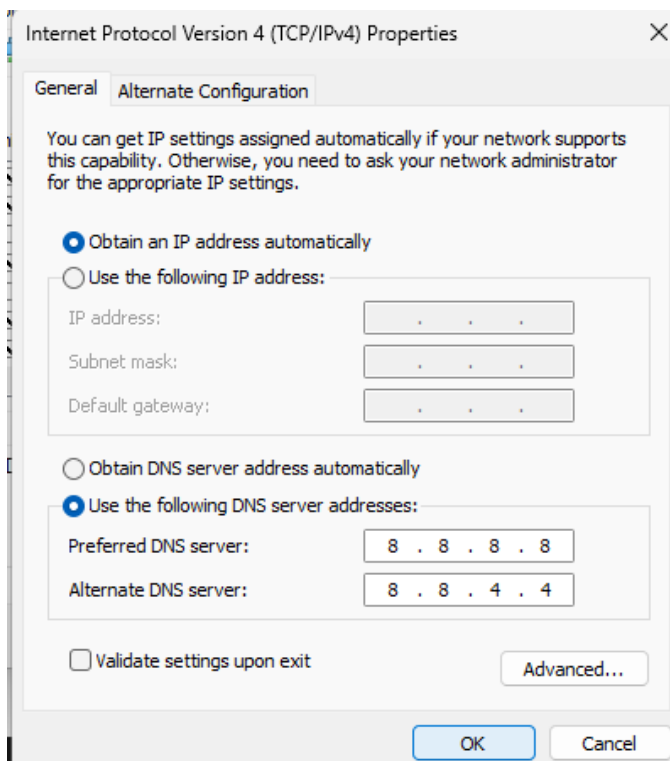 Internet Protocol Version 4 (TCP/IPv4) Properties
General
Alternate Configuration
You can get IP settings assigned automatically if your network supports
this capability. Otherwise, you need to ask your network administrator
for the appropriate IP settings.
Obtain an IP address automatically
Use the following IP address:
IP address: . . .
Subnet mask: . . .
Default gateway: . . .
Obtain DNS server address automatically
Use the following DNS server addresses:
Preferred DNS server: 8 . 8 . 8 . 8
Alternate DNS server: 8 . 8 . 4 . 4
Validate settings upon exit
Advanced...
OK Cancel